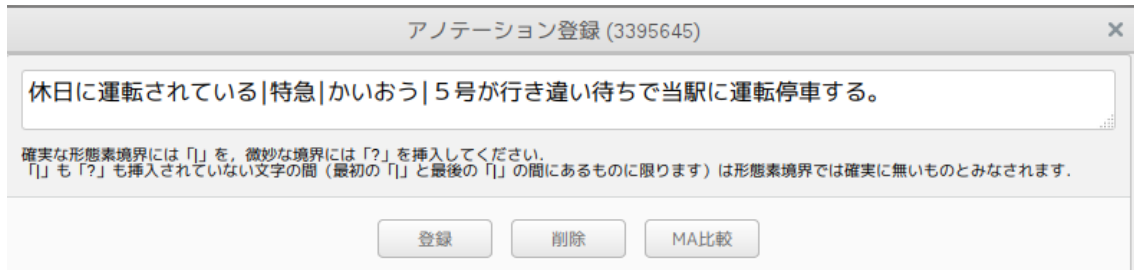 アノテーション登録 (3395645)
休日に運転されている|特急|かいおう|５号が行き違い待ちで当駅に運転停車する。
確実な形態素境界には「|」を，微妙な境界には「?」を挿入してください．
「|」も「?」も挿入されていない文字の間（最初の「|」と最後の「|」の間にあるものに限ります）は形態素境界では確実に無いものとみなされます．
登録 削除 MA比較